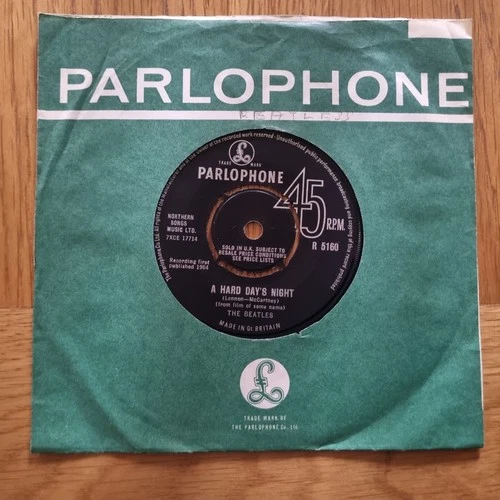 PARLOPHONE
BEATLES
£
TRADE MARK
PARLOPHONE
45
R.P.M.
NORTHERN
SONGS
MUSIC LTD.
7XCE 17714
SOLD IN U.K. SUBJECT TO
RESALE PRICE CONDITIONS
SEE PRICE LISTS
R 5160
Recording first
published 1964
A HARD DAY'S NIGHT
(Lennon—McCartney)
(from film of same name)
THE BEATLES
MADE IN Gt. BRITAIN
£
TRADE MARK OF
THE PARLOPHONE Co. Ltd